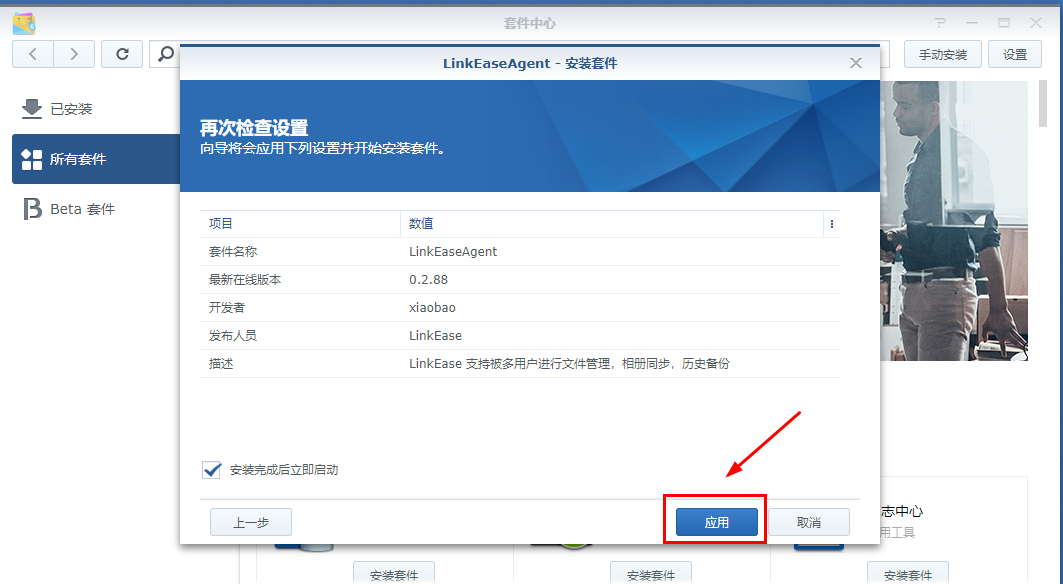 套件中心
手动安装
设置
LinkEaseAgent - 安装套件
已安装
所有套件
Beta 套件
再次检查设置
向导将会应用下列设置并开始安装套件。
项目 数值
套件名称 LinkEaseAgent
最新在线版本 0.2.88
开发者 xiaobao
发布人员 LinkEase
描述 LinkEase 支持被多用户进行文件管理，相册同步，历史备份
安装完成后立即启动
上一步 应用 取消
志中心
用工具
安装套件 安装套件 安装套件